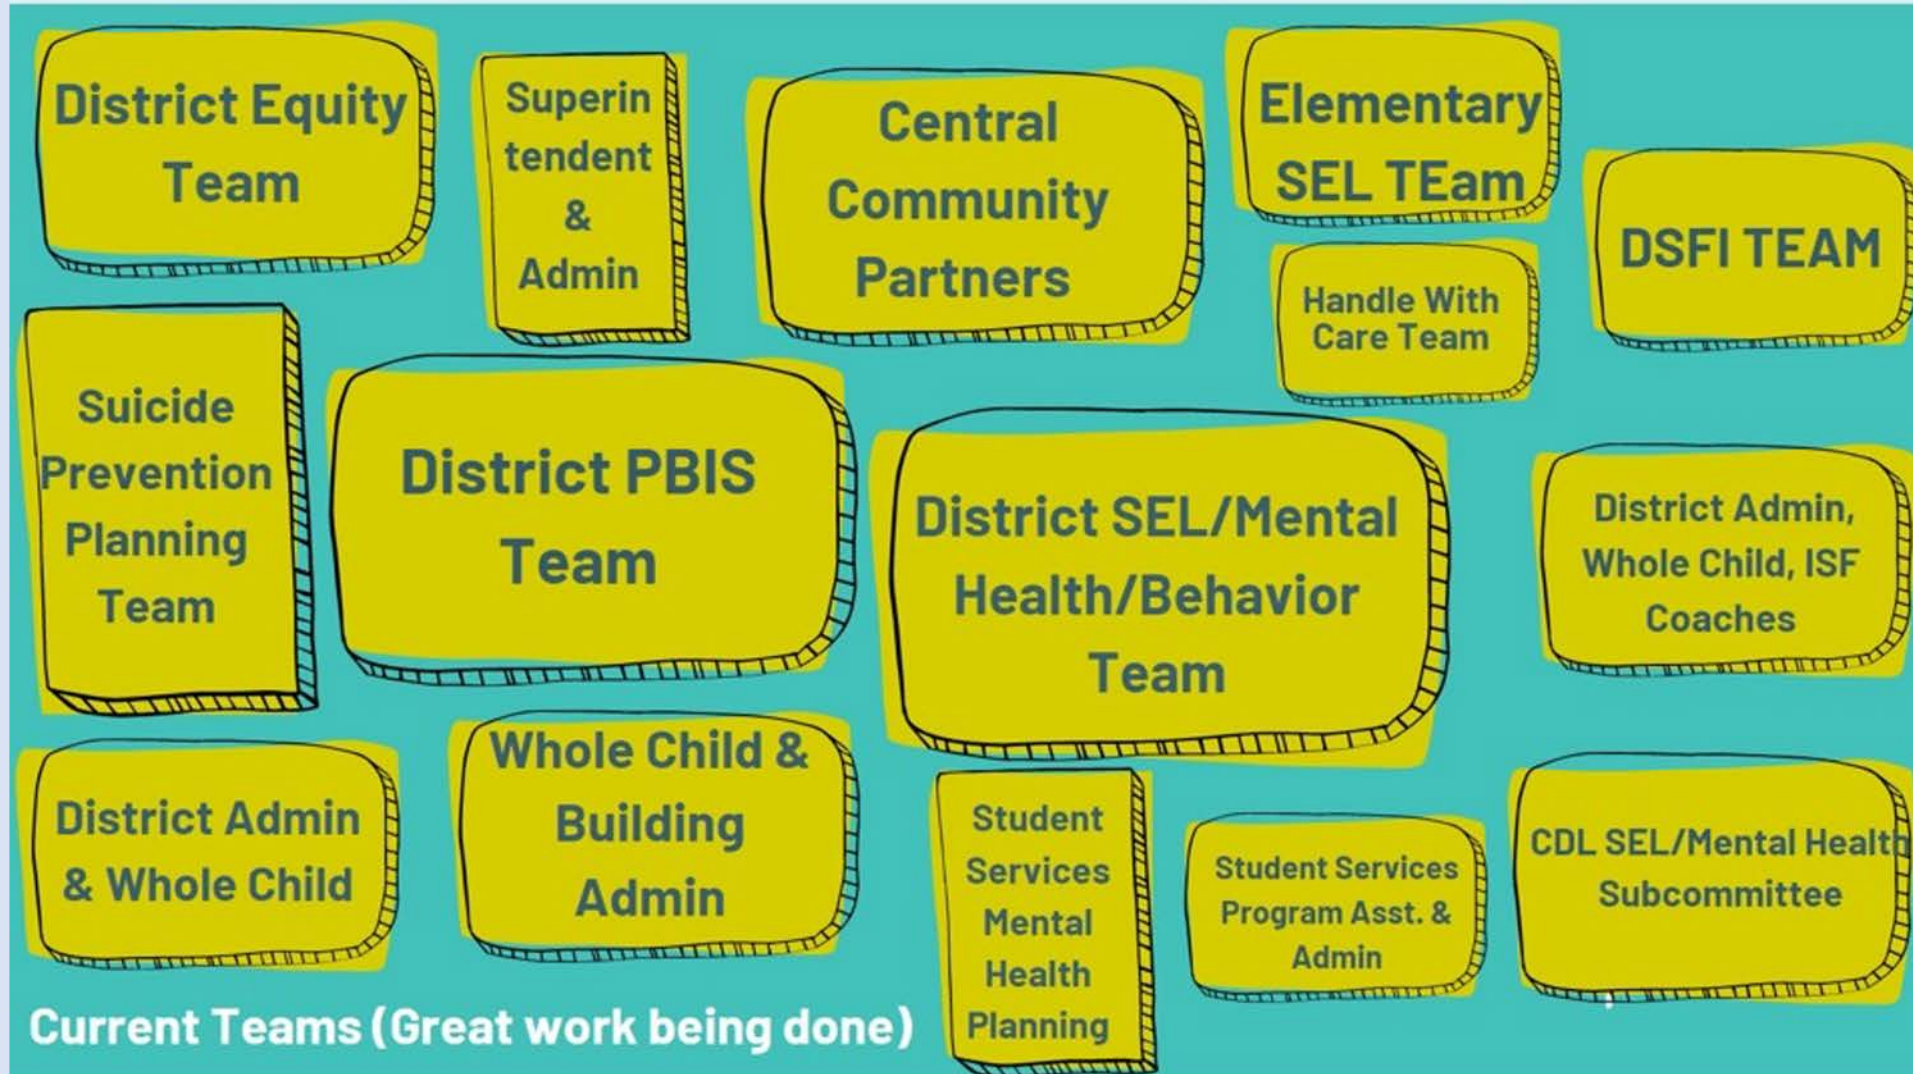 District Equity
Team
Superin
tendent
&
Admin
Central
Community
Partners
Elementary
SEL TEam
DSFI TEAM
Handle With
Care Team
Suicide
Prevention
Planning
Team
District PBIS
Team
District SEL/Mental
Health/Behavior
Team
District Admin,
Whole Child, ISF
Coaches
District Admin
& Whole Child
Whole Child &
Building
Admin
Student
Services
Mental
Health
Planning
Student Services
Program Asst. &
Admin
CDL SEL/Mental Health
Subcommittee
Current Teams (Great work being done)